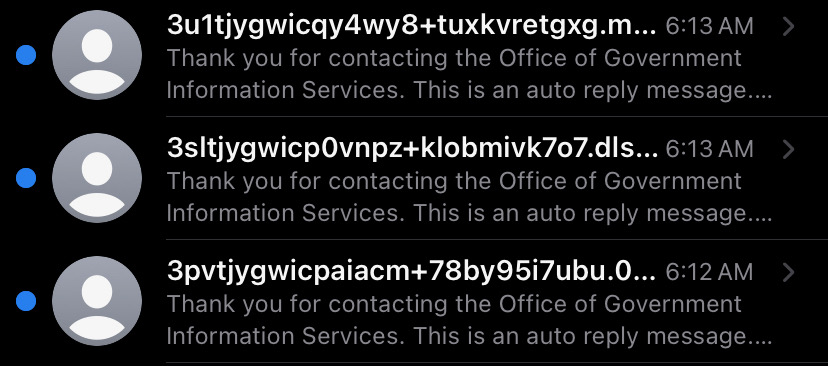 3u1tjygwicqy4wy8+tuxkvretgxg.m... 6:13 AM
Thank you for contacting the Office of Government
Information Services. This is an auto reply message....
3sltjygwicp0vnpz+klobmivk7o7.dls... 6:13 AM
Thank you for contacting the Office of Government
Information Services. This is an auto reply message....
3pvtjygwicpaiacm+78by95i7ubu.0... 6:12 AM
Thank you for contacting the Office of Government
Information Services. This is an auto reply message....